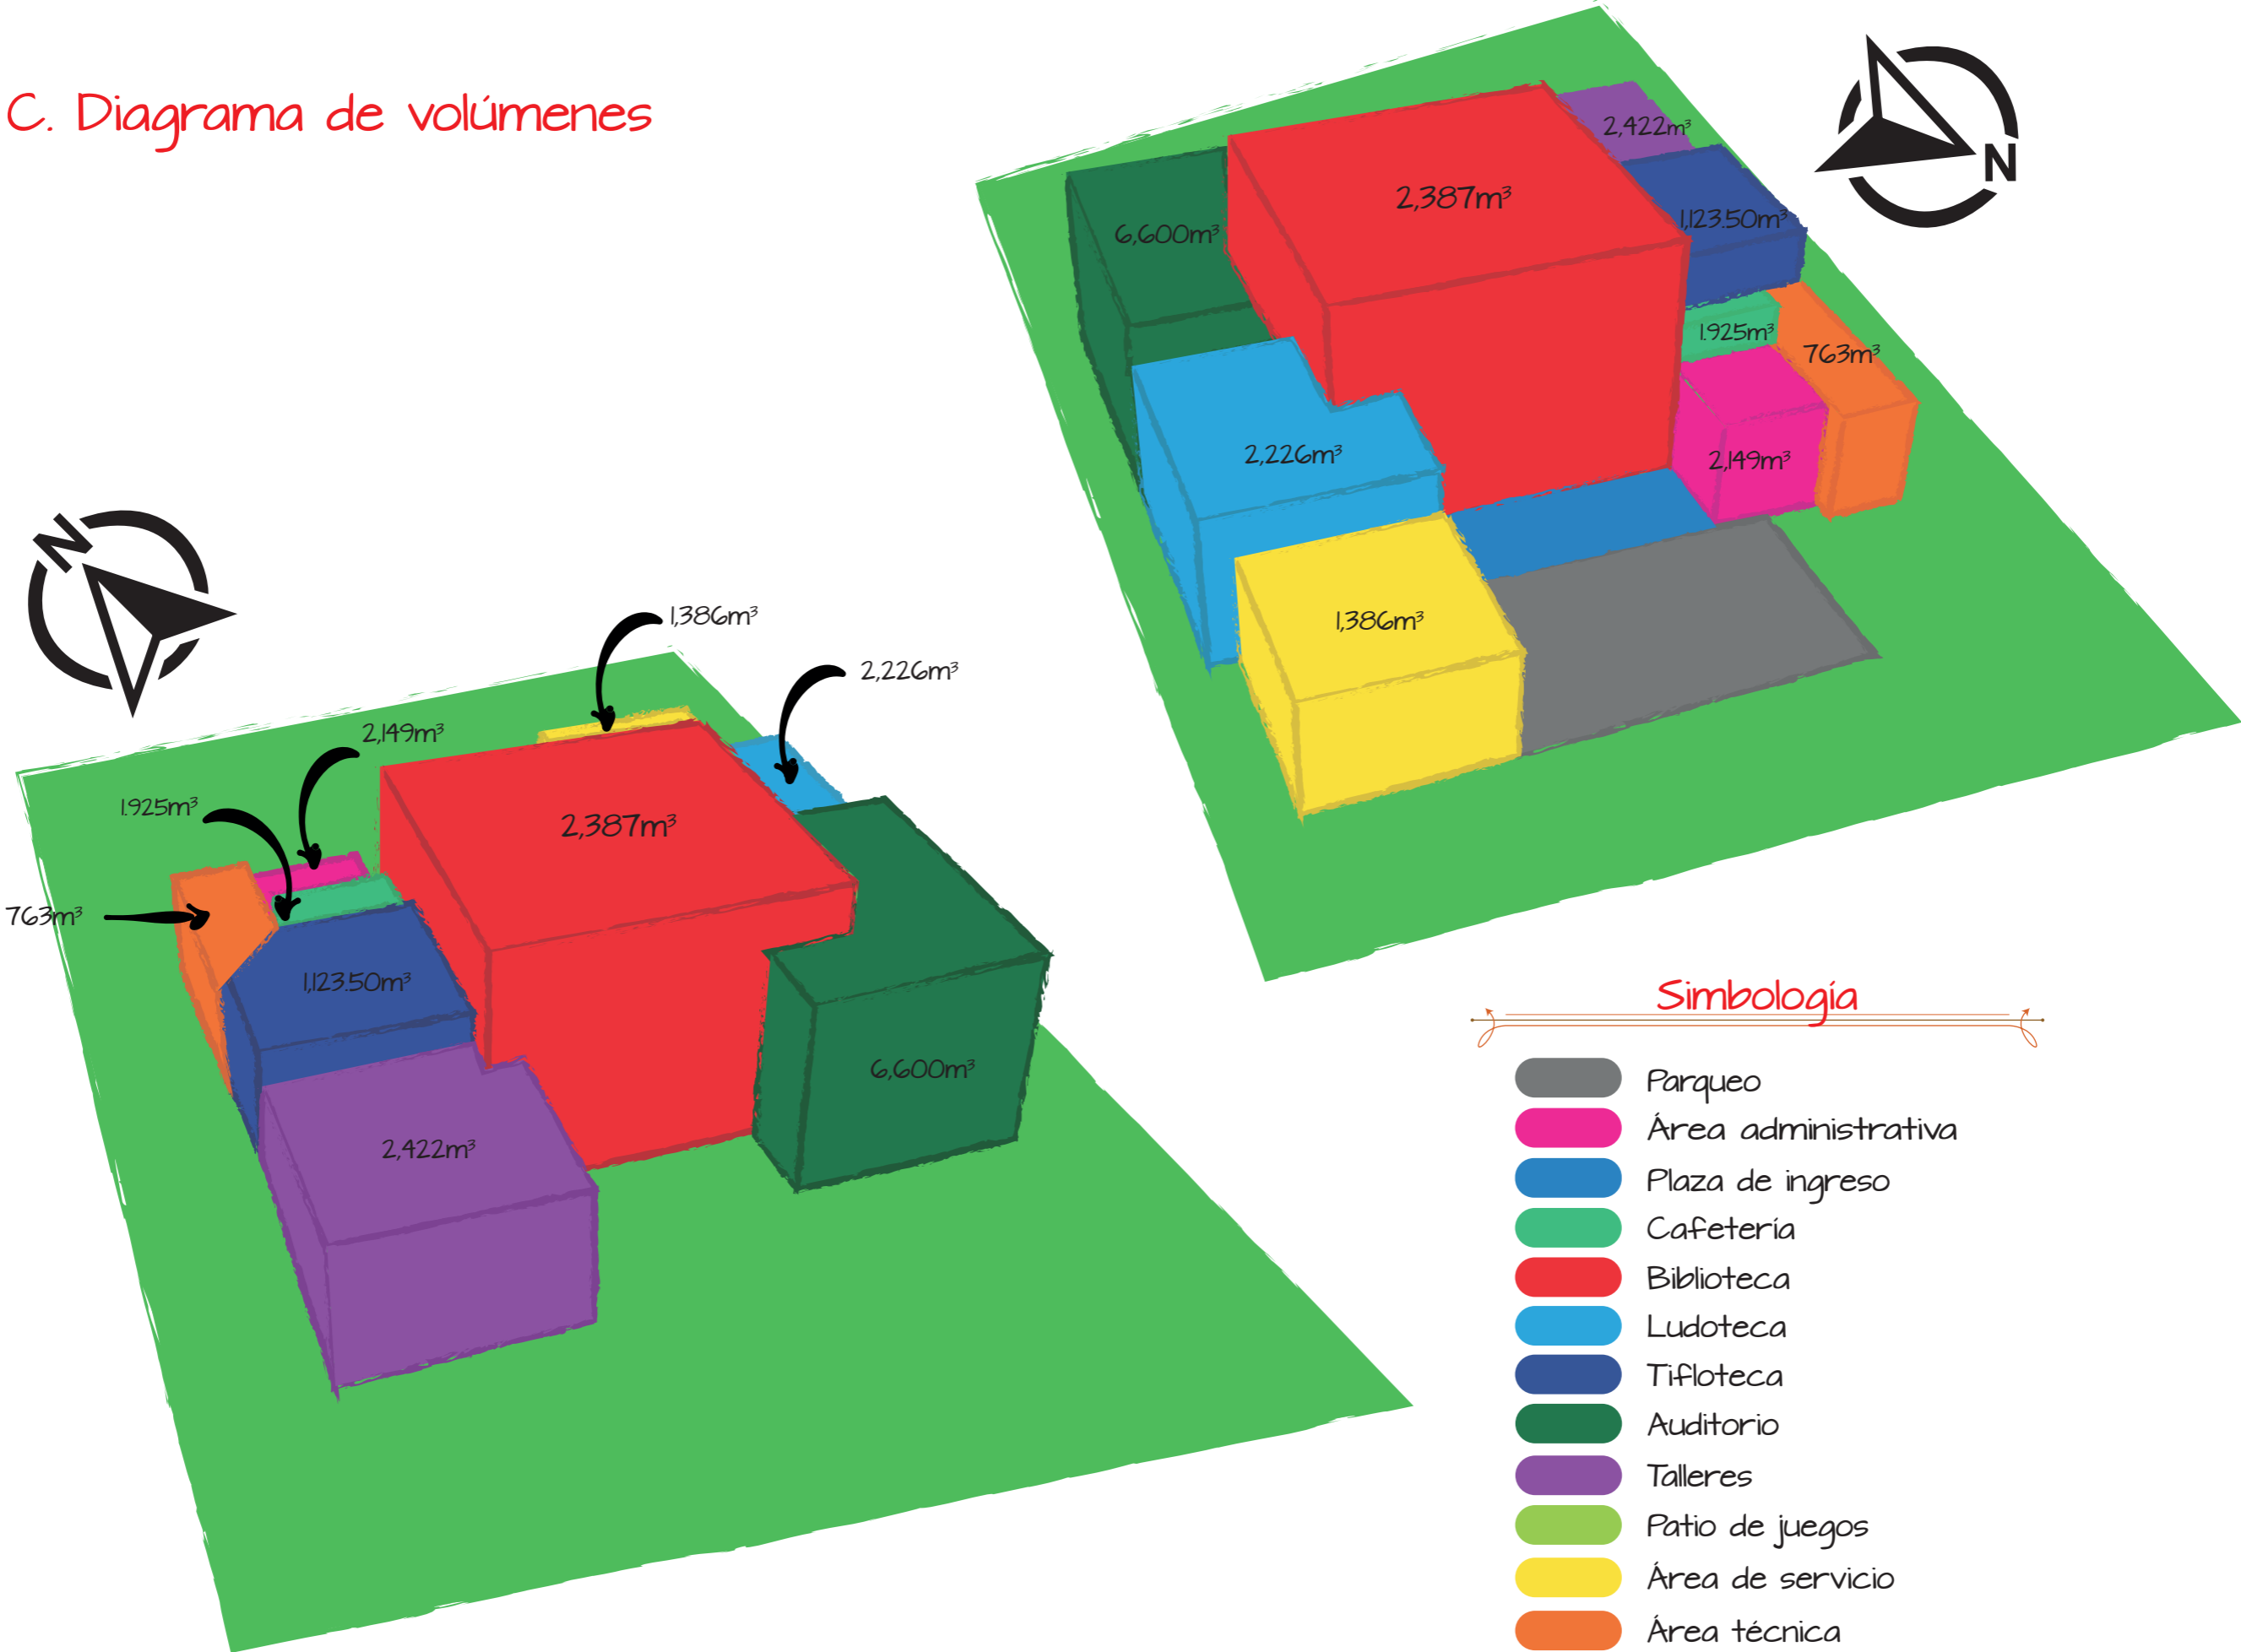 C. Diagrama de volúmenes
2,422m³
2,387m³
1,123.50m³
6,600m³
N
1.925m³
763m³
2,226m³
2,149m³
1,386m³
N
1,386m³
2,226m³
2,149m³
1.925m³
2,387m³
763m³
1,123.50m³
6,600m³
2,422m³
Simbología
Parqueo
Área administrativa
Plaza de ingreso
Cafetería
Biblioteca
Ludoteca
Tifloteca
Auditorio
Talleres
Patio de juegos
Área de servicio
Área técnica